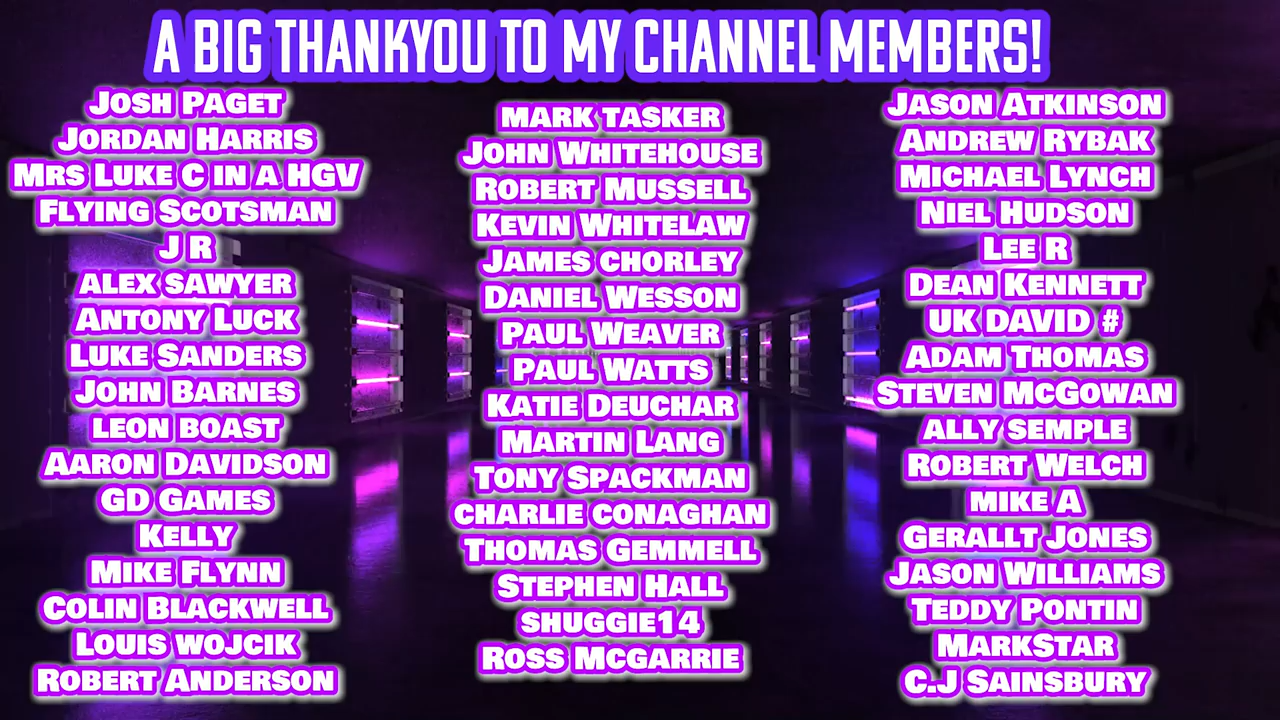 A BIG THANKYOU TO MY CHANNEL MEMBERS!
Josh Paget
Jordan Harris
Mrs Luke C in a HGV
Flying Scotsman
J R
alex sawyer
Antony Luck
Luke Sanders
John Barnes
leon boast
Aaron Davidson
GD Games
Kelly
Mike Flynn
Colin Blackwell
Louis wojcik
Robert Anderson
mark tasker
John Whitehouse
Robert Mussell
Kevin Whitelaw
James chorley
Daniel Wesson
Paul Weaver
Paul Watts
Katie Deuchar
Martin Lang
Tony Spackman
charlie conaghan
Thomas Gemmell
Stephen Hall
shuggie14
Ross Mcgarrie
Jason Atkinson
Andrew Rybak
Michael Lynch
Niel Hudson
Lee R
Dean Kennett
UK DAVID #
Adam Thomas
Steven McGowan
ally semple
Robert Welch
mike A
Gerallt Jones
Jason Williams
Teddy Pontin
MarkStar
C.J Sainsbury